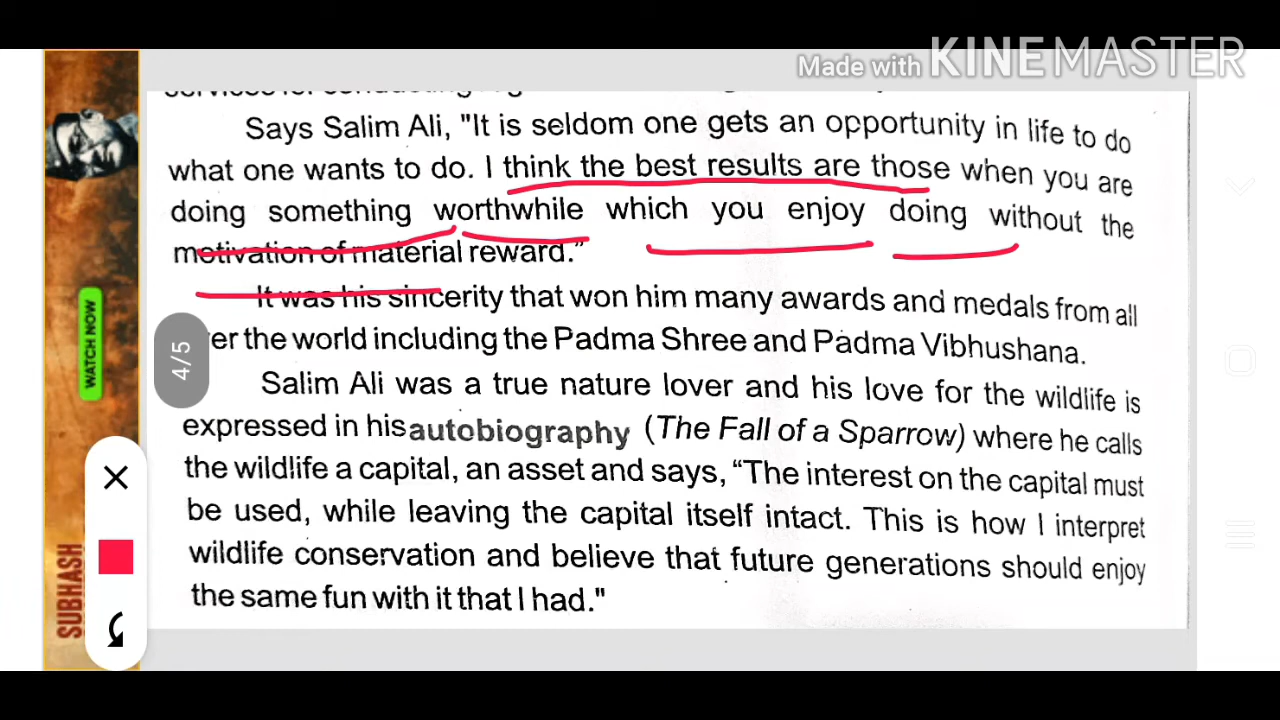 Made with KINEMASTER
Says Salim Ali, "It is seldom one gets an opportunity in life to do
what one wants to do. I think the best results are those when you are
doing something worthwhile which you enjoy doing without the
motivation of material reward."
It was his sincerity that won him many awards and medals from all
er the world including the Padma Shree and Padma Vibhushana.
Salim Ali was a true nature lover and his love for the wildlife is
expressed in his autobiography (The Fall of a Sparrow) where he calls
the wildlife a capital, an asset and says, “The interest on the capital must
be used, while leaving the capital itself intact. This is how I interpret
wildlife conservation and believe that future generations should enjoy
the same fun with it that I had."
4/5
WATCH NOW
SUBHASH